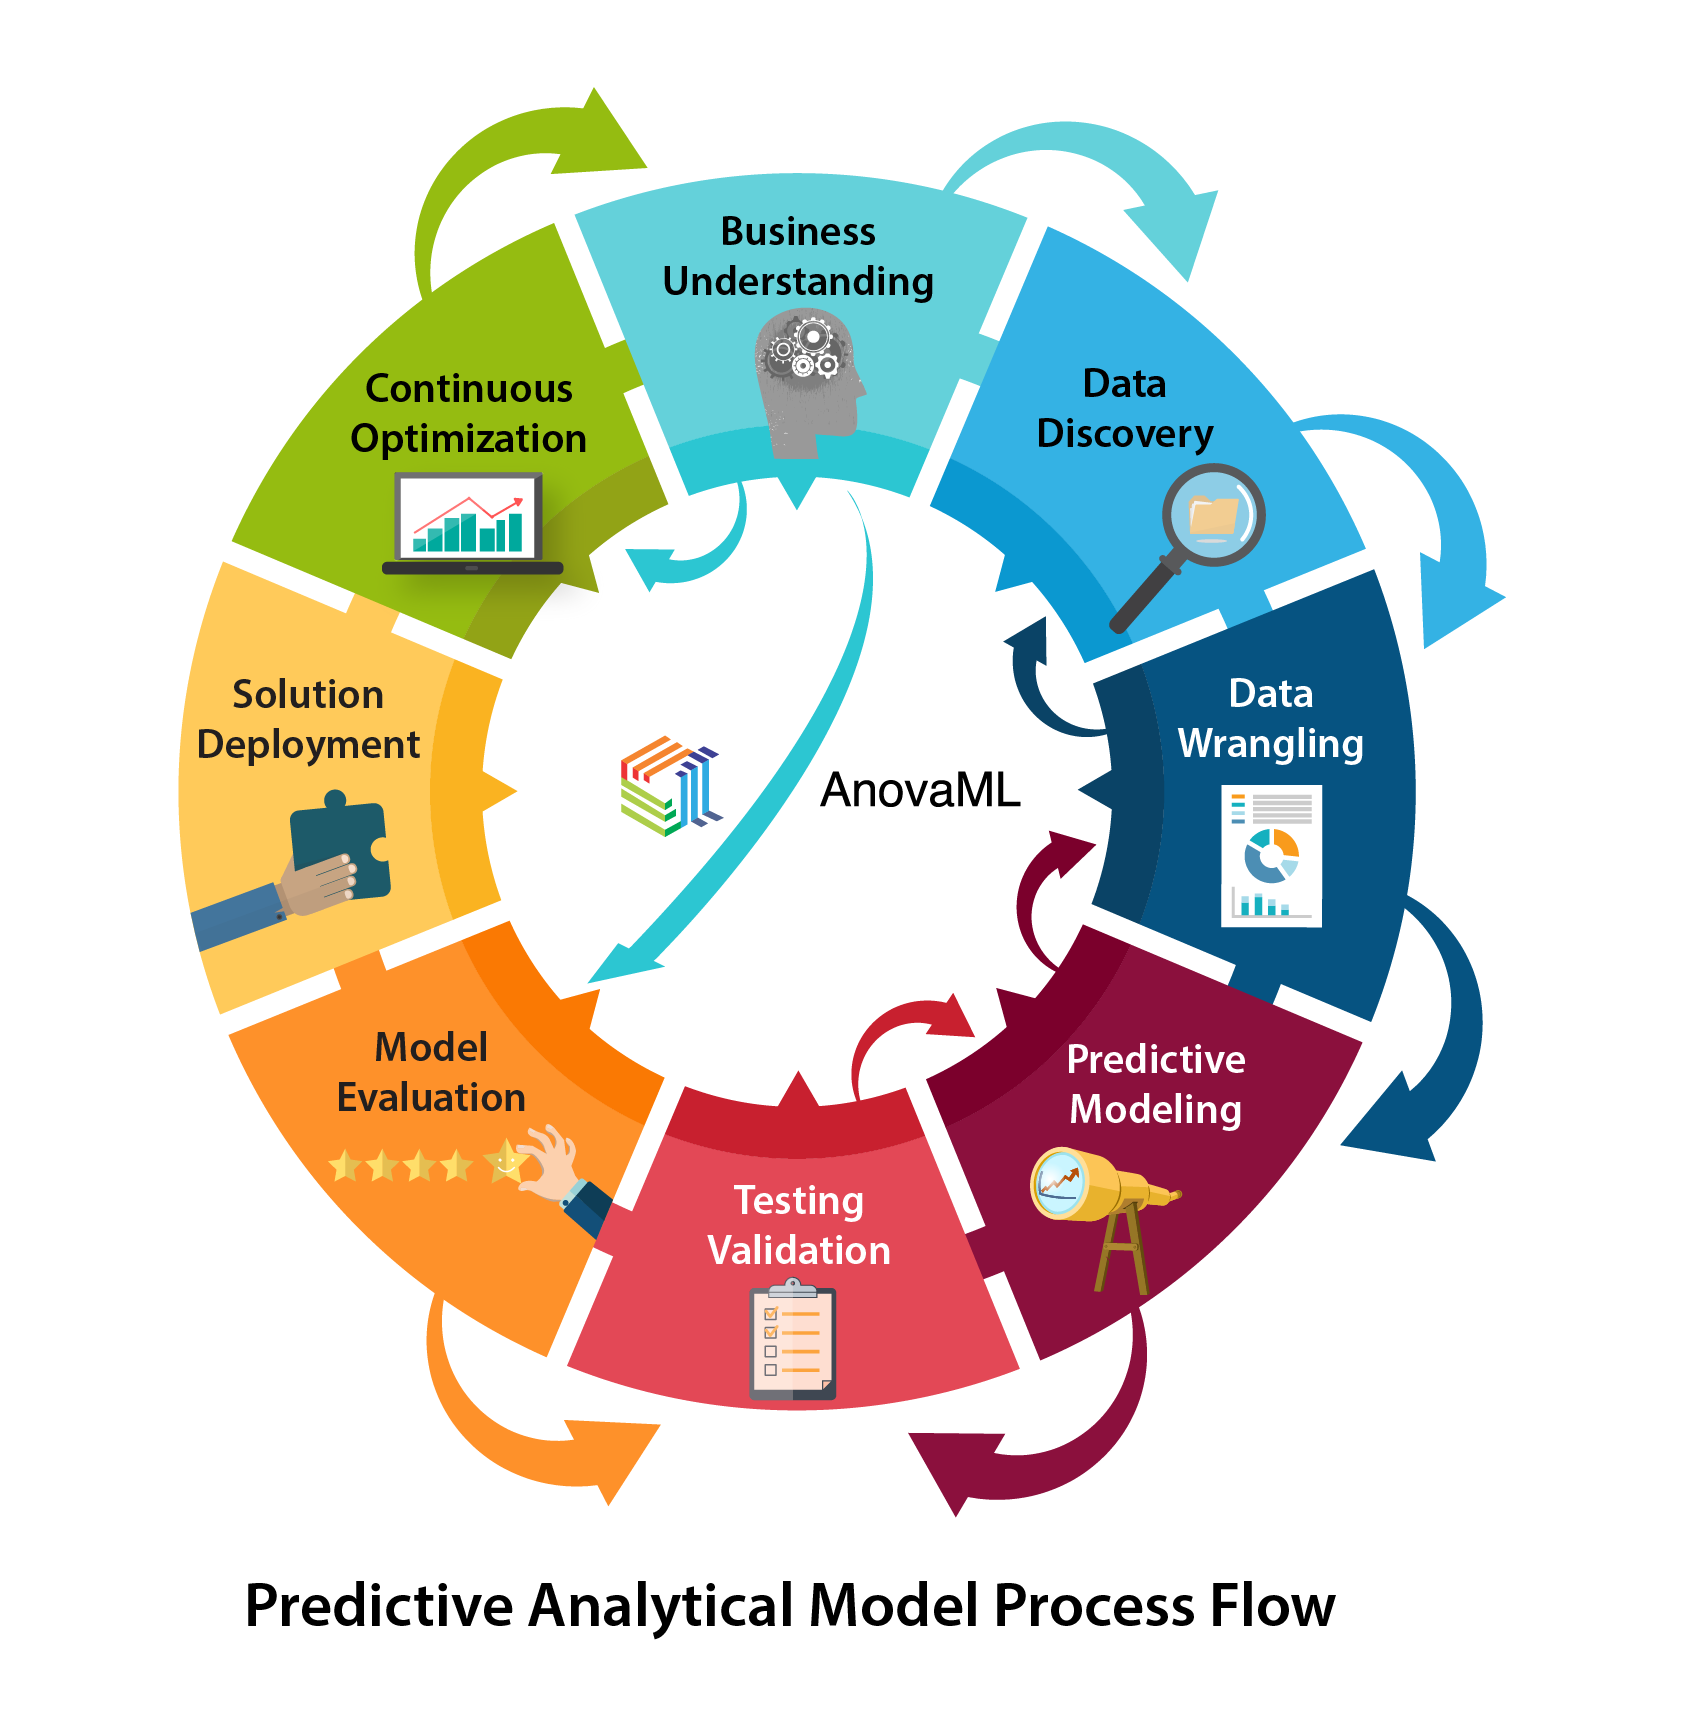 Business
Understanding
Data
Discovery
Data
Wrangling
Predictive
Modeling
Testing
Validation
Model
Evaluation
Solution
Deployment
Continuous
Optimization
AnovaML
Predictive Analytical Model Process Flow